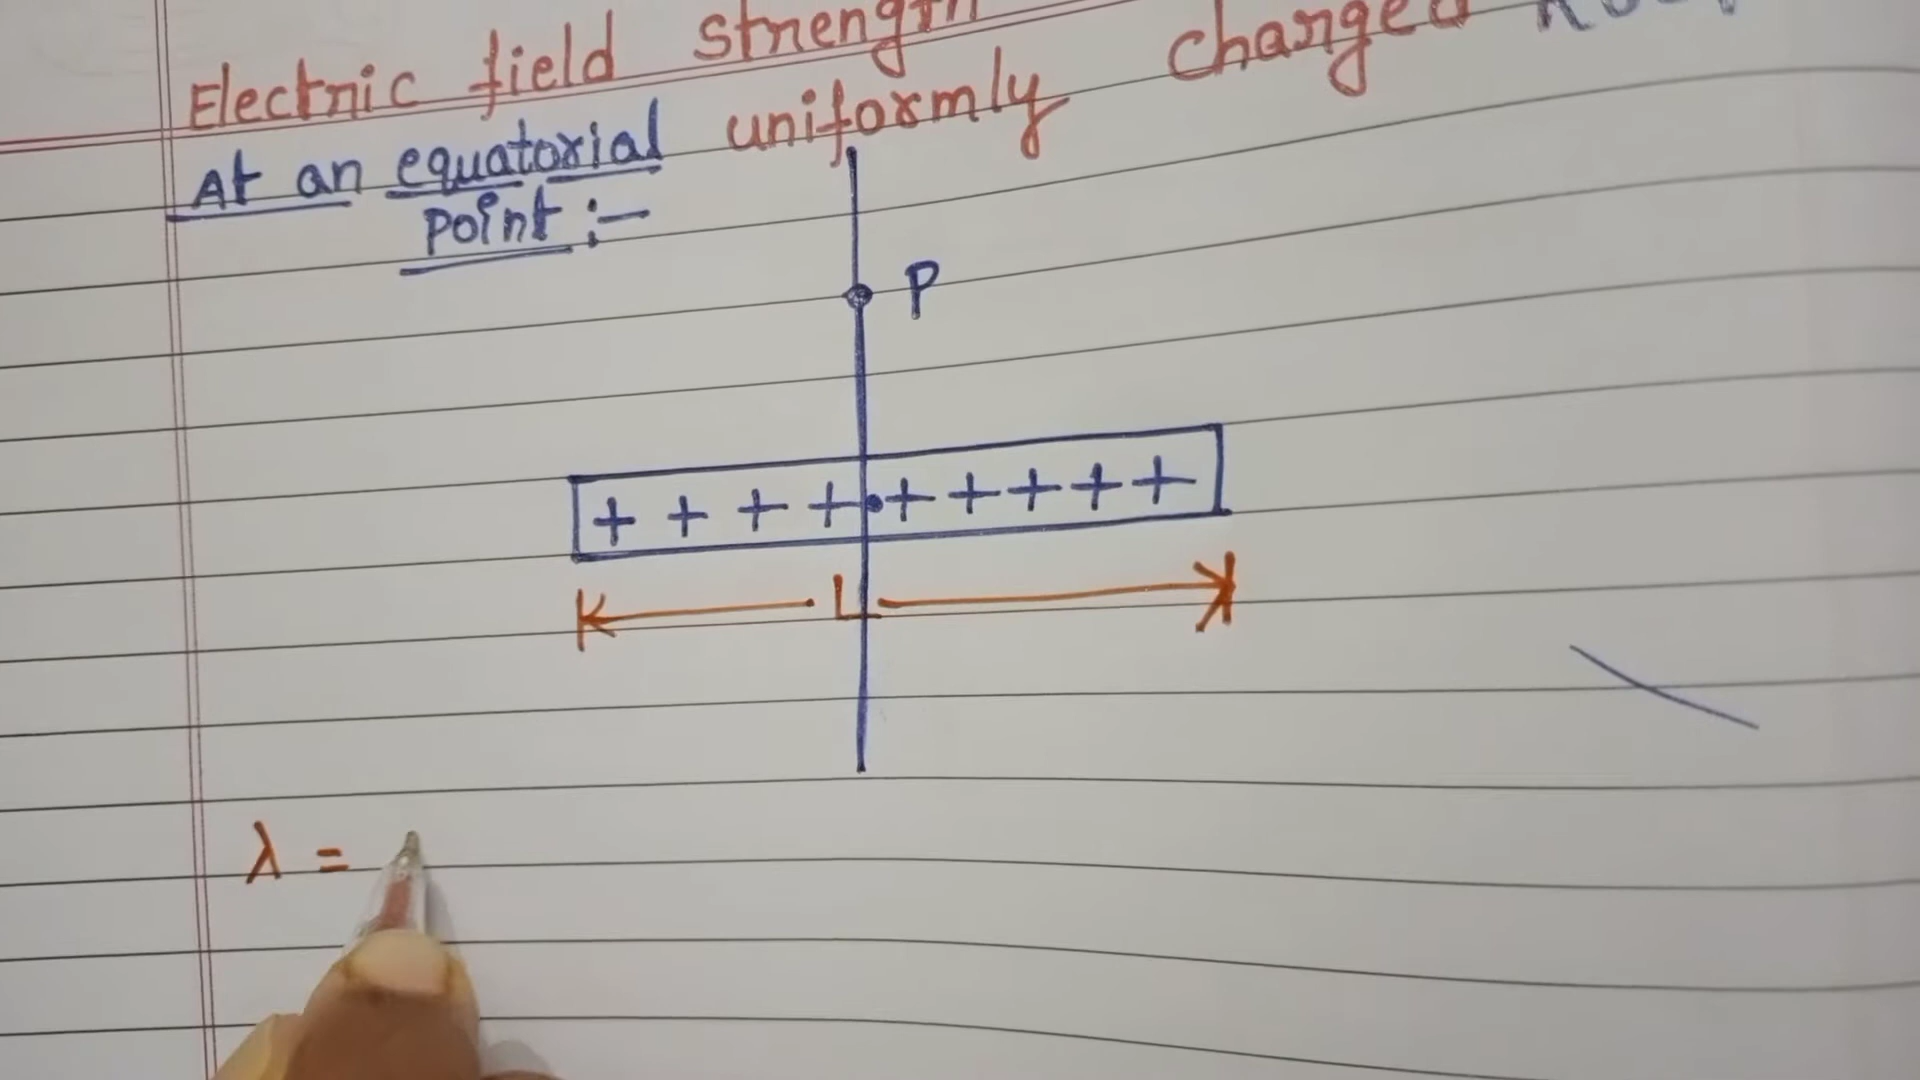 Electric field strength
uniformly charged
At an equatorial
point :-
P
+ + + + + + + + +
L
λ =